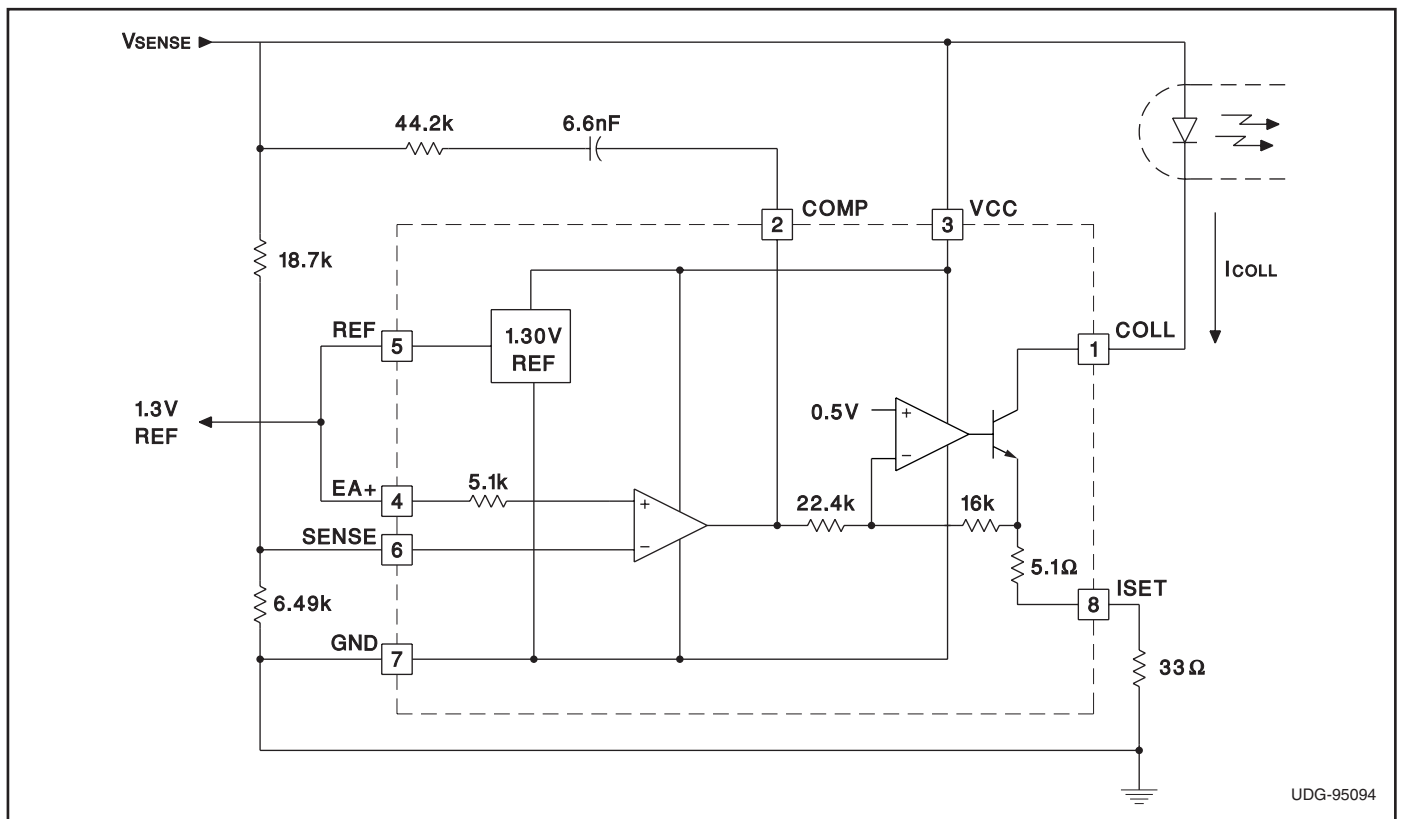 VSENSE
44.2k
6.6nF
COMP
VCC
2
3
18.7k
ICOLL
REF
5
1.30V
REF
COLL
1
1.3V
REF
0.5V
+
−
EA+
4
5.1k
+
−
22.4k
16k
SENSE
6
5.1Ω
ISET
8
6.49k
GND
7
33Ω
UDG-95094